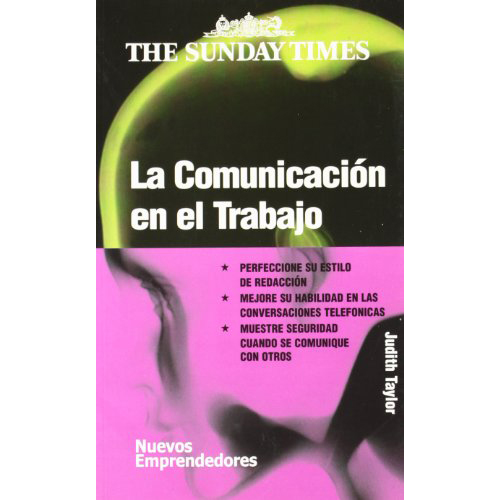 THE SUNDAY TIMES
La Comunicación
en el Trabajo
★ PERFECCIONE SU ESTILO
DE REDACCIÓN
★ MEJORE SU HABILIDAD EN LAS
CONVERSACIONES TELEFONICAS
★ MUESTRE SEGURIDAD
CUANDO SE COMUNIQUE
CON OTROS
Judith Taylor
Nuevos
Emprendedores